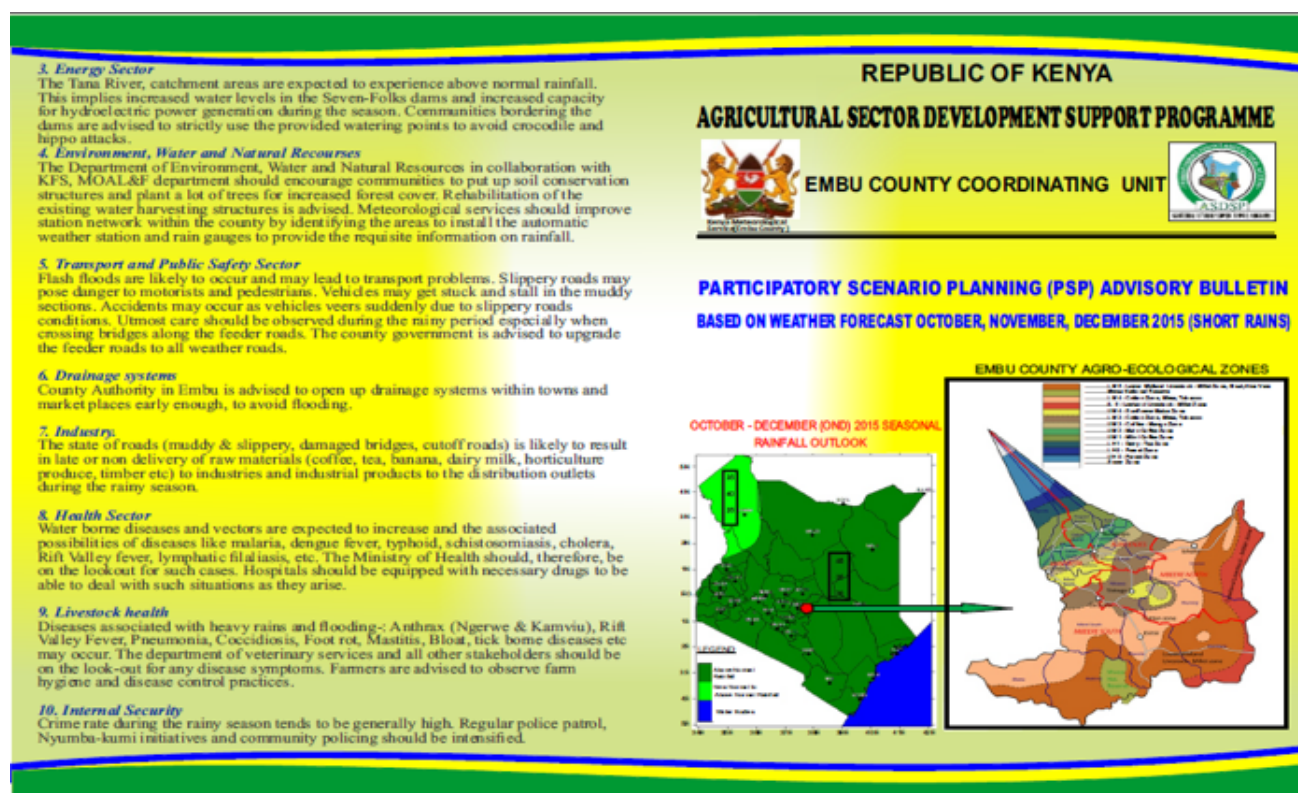 3. Energy Sector
The Tana River, catchment areas are expected to experience above normal rainfall.
This implies increased water levels in the Seven-Folks dams and increased capacity
for hydroelectric power generation during the season. Communities bordering the
dams are advised to strictly use the provided watering points to avoid crocodile and
hippo attacks.
4. Environment, Water and Natural Recourses
The Department of Environment, Water and Natural Resources in collaboration with
KFS, MOAL&F department should encourage communities to put up soil conservation
structures and plant a lot of trees for increased forest cover. Rehabilitation of the
existing water harvesting structures is advised. Meteorological services should improve
station network within the county by identifying the areas to install the automatic
weather station and rain gauges to provide the requisite information on rainfall.
5. Transport and Public Safety Sector
Flash floods are likely to occur and may lead to transport problems. Slippery roads may
pose danger to motorists and pedestrians. Vehicles may get stuck and stall in the muddy
sections. Accidents may occur as vehicles veers suddenly due to slippery roads
conditions. Utmost care should be observed during the rainy period especially when
crossing bridges along the feeder roads. The county government is advised to upgrade
the feeder roads to all weather roads.
6. Drainage systems
County Authority in Embu is advised to open up drainage systems within towns and
market places early enough, to avoid flooding.
7. Industry.
The state of roads (muddy & slippery, damaged bridges, cutoff roads) is likely to result
in late or non delivery of raw materials (coffee, tea, banana, dairy milk, horticulture
produce, timber etc) to industries and industrial products to the distribution outlets
during the rainy season.
8. Health Sector
Water borne diseases and vectors are expected to increase and the associated
possibilities of diseases like malaria, dengue fever, typhoid, schistosomiasis, cholera,
Rift Valley fever, lymphatic filaliasis, etc. The Ministry of Health should, therefore, be
on the lookout for such cases. Hospitals should be equipped with necessary drugs to be
able to deal with such situations as they arise.
9. Livestock health
Diseases associated with heavy rains and flooding-; Anthrax (Ngerwe & Kamviu), Rift
Valley Fever, Pneumonia, Coccidiosis, Foot rot, Mastitis, Bloat, tick borne diseases etc
may occur. The department of veterinary services and all other stakeholders should be
on the look-out for any disease symptoms. Farmers are advised to observe farm
hygiene and disease control practices.
10. Internal Security
Crime rate during the rainy season tends to be generally high. Regular police patrol,
Nyumba-kumi initiatives and community policing should be intensified.
REPUBLIC OF KENYA
AGRICULTURAL SECTOR DEVELOPMENT SUPPORT PROGRAMME
Kenya Meteorological
Service(Embu County)
EMBU COUNTY COORDINATING UNIT
ASDSP
PARTICIPATORY SCENARIO PLANNING (PSP) ADVISORY BULLETIN
BASED ON WEATHER FORECAST OCTOBER, NOVEMBER, DECEMBER 2015 (SHORT RAINS)
EMBU COUNTY AGRO-ECOLOGICAL ZONES
OCTOBER - DECEMBER (OND) 2015 SEASONAL
RAINFALL OUTLOOK
LEGEND